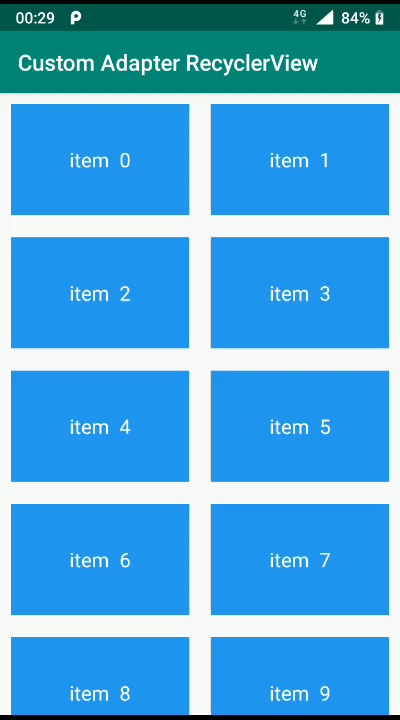 00:29 P 4G 84%
Custom Adapter RecyclerView
item 0 item 1
item 2 item 3
item 4 item 5
item 6 item 7
item 8 item 9